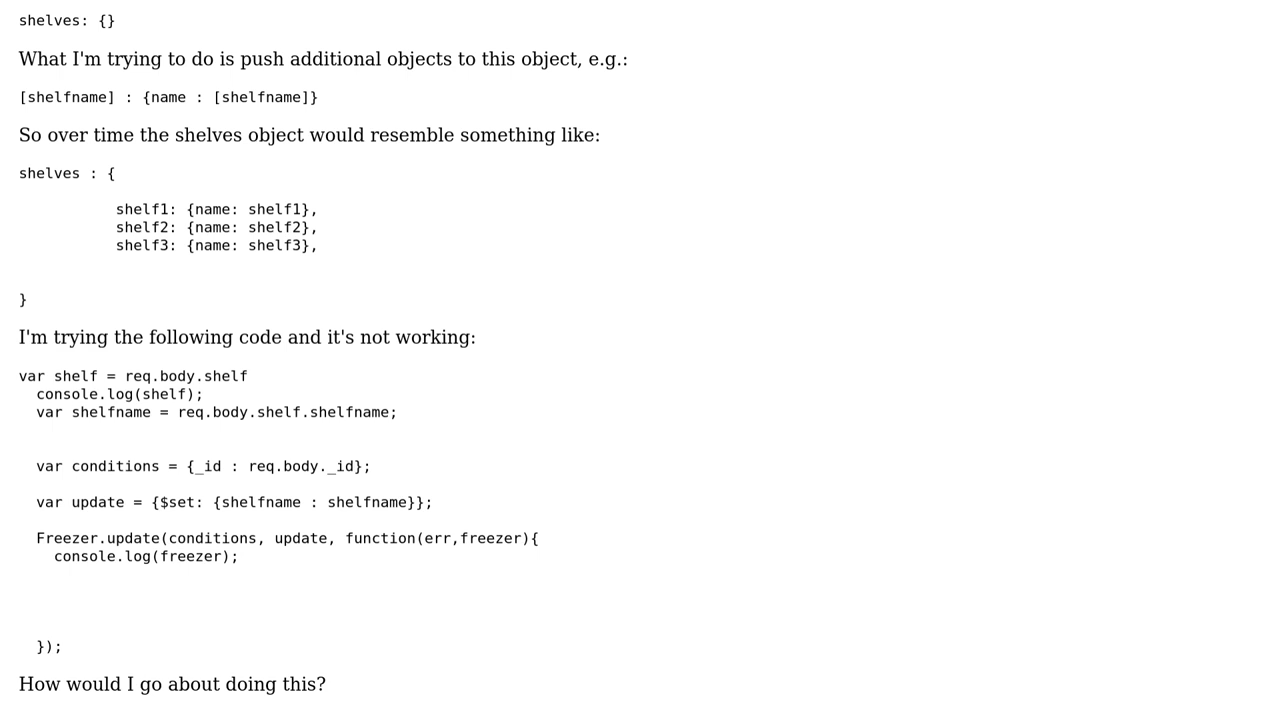 shelves: {}
What I'm trying to do is push additional objects to this object, e.g.:
[shelfname] : {name : [shelfname]}
So over time the shelves object would resemble something like:
shelves : {
shelf1: {name: shelf1},
shelf2: {name: shelf2},
shelf3: {name: shelf3},
}
I'm trying the following code and it's not working:
var shelf = req.body.shelf
console.log(shelf);
var shelfname = req.body.shelf.shelfname;
var conditions = {_id : req.body._id};
var update = {$set: {shelfname : shelfname}};
Freezer.update(conditions, update, function(err,freezer){
console.log(freezer);
});
How would I go about doing this?